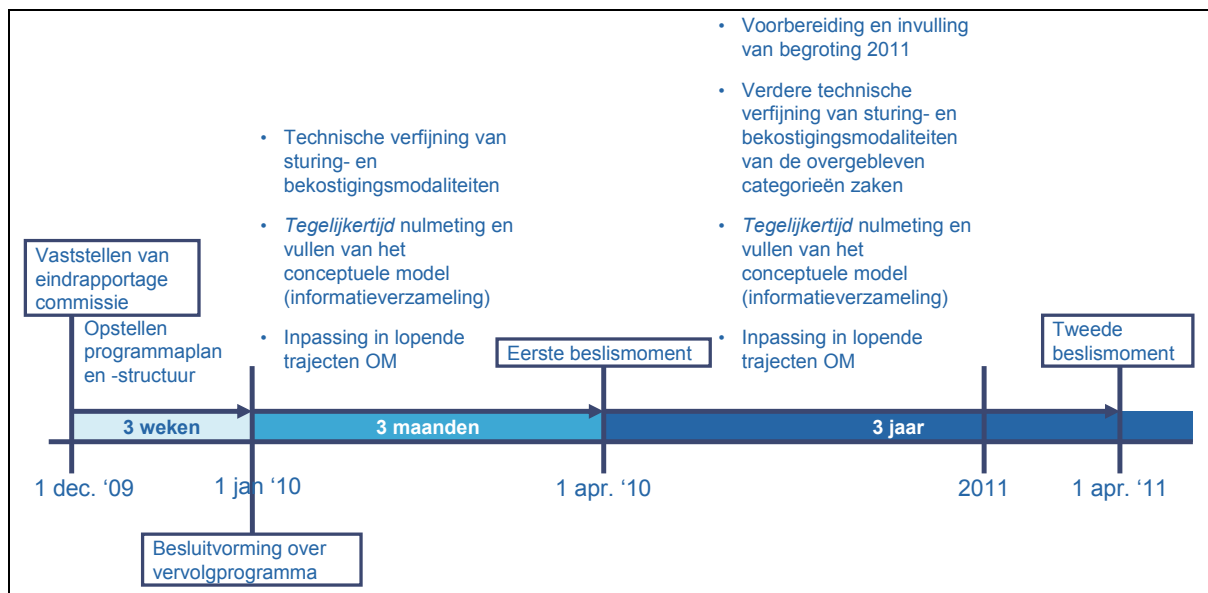 Vaststellen van
eindrapportage
commissie
Opstellen
programmaplan
en -structuur
• Technische verfijning van
sturing- en
bekostigingsmodaliteiten
• Tegelijkertijd nulmeting en
vullen van het
conceptuele model
(informatieverzameling)
• Inpassing in lopende
trajecten OM
Eerste beslismoment
• Voorbereiding en invulling
van begroting 2011
• Verdere technische
verfijning van sturing- en
bekostigingsmodaliteiten
van de overgebleven
categorieën zaken
• Tegelijkertijd nulmeting en
vullen van het
conceptuele model
(informatieverzameling)
• Inpassing in lopende
trajecten OM
Tweede
beslismoment
3 weken
3 maanden
3 jaar
1 dec. ‘09
1 jan ‘10
1 apr. ‘10
2011
1 apr. ‘11
Besluitvorming over
vervolgprogramma